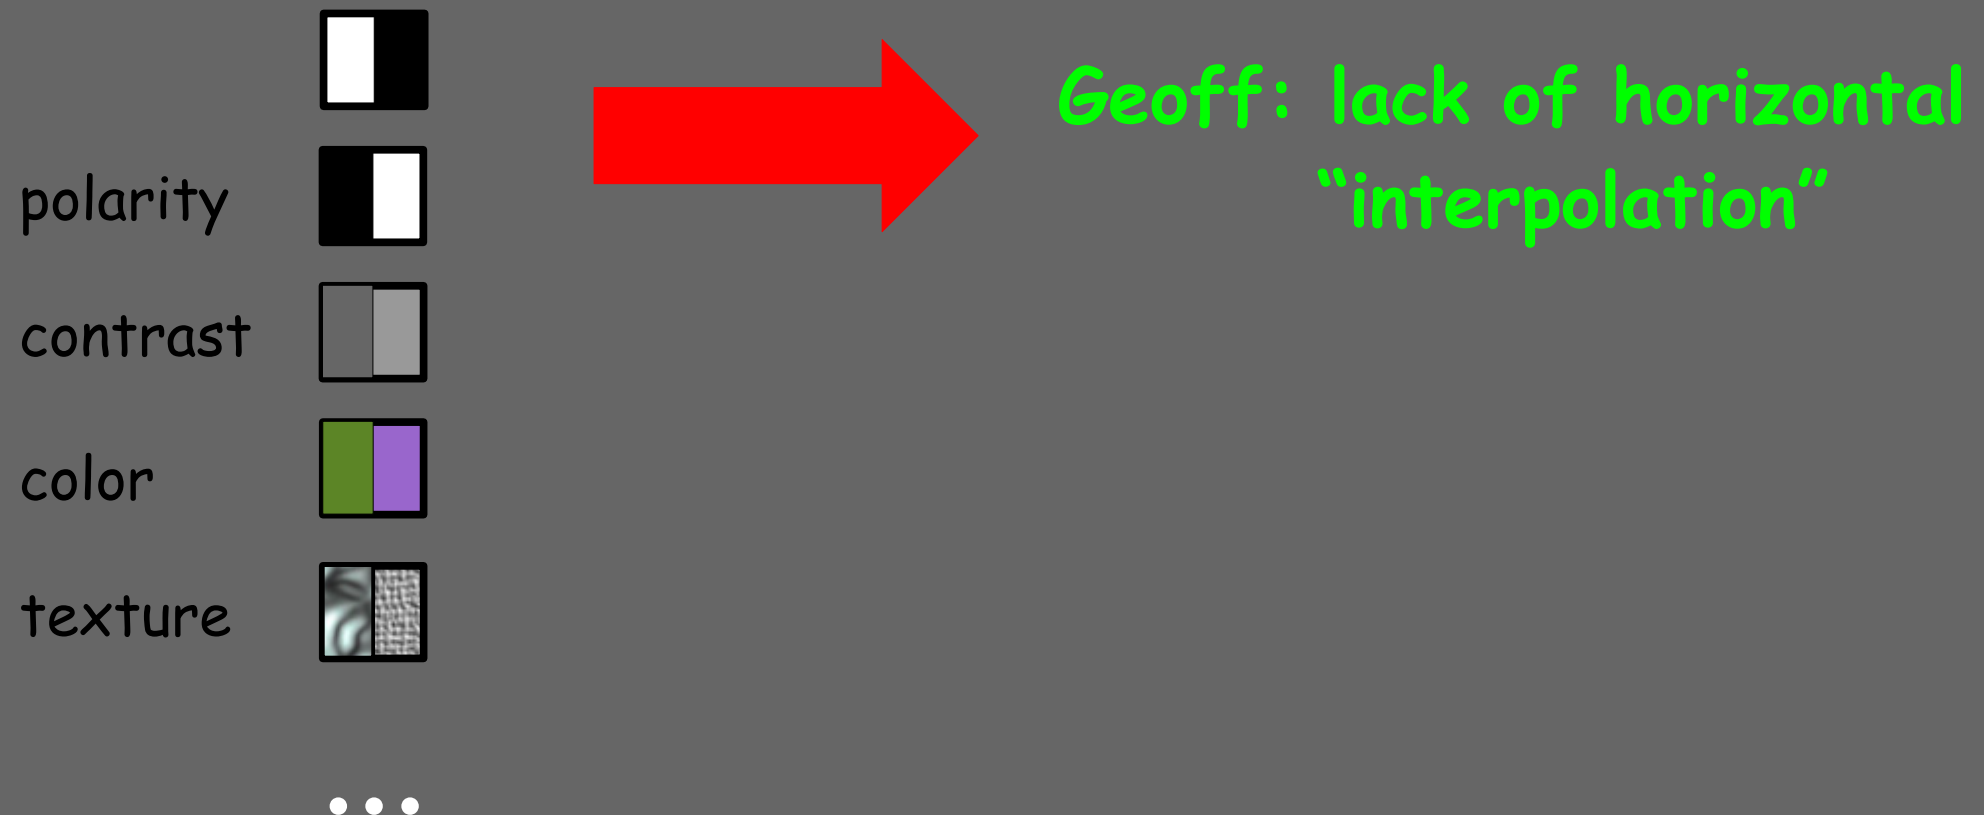 Geoff: lack of horizontal
“interpolation”
polarity
contrast
color
texture
...